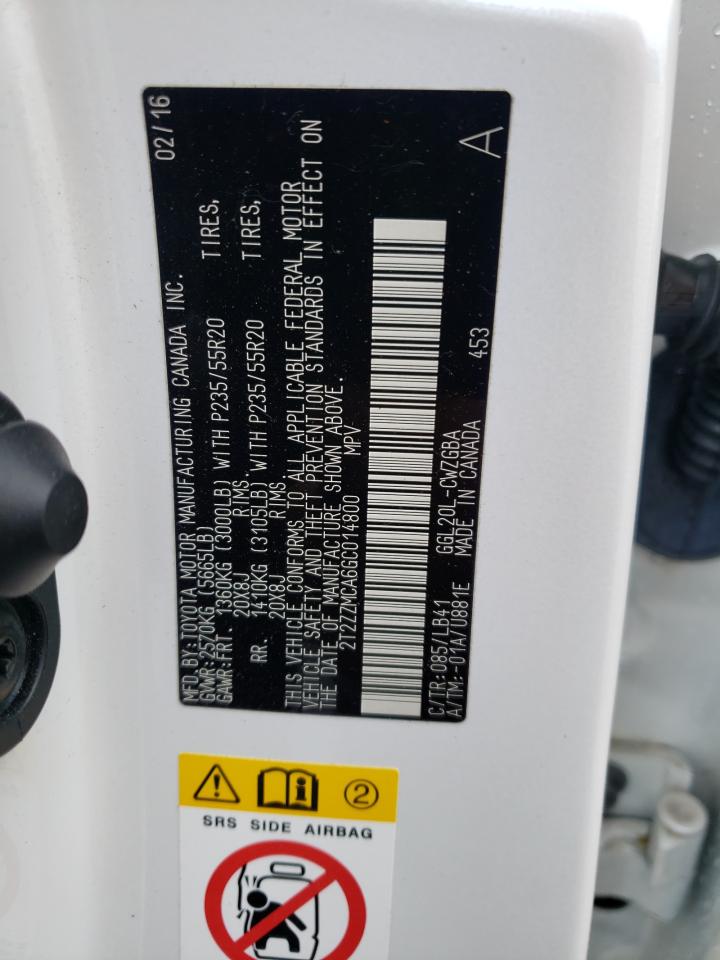 MFD. BY: TOYOTA MOTOR MANUFACTURING CANADA INC. 02/16
GVWR: 2570KG (5665LB)
GAWR: FRT. 1360KG (3000LB) WITH P235/55R20 TIRES,
20X8J RIMS.
RR. 1410KG (3105LB) WITH P235/55R20 TIRES,
20X8J RIMS.
THIS VEHICLE CONFORMS TO ALL APPLICABLE FEDERAL MOTOR
VEHICLE SAFETY AND THEFT PREVENTION STANDARDS IN EFFECT ON
THE DATE OF MANUFACTURE SHOWN ABOVE.
2T2ZZMCA6GC014800 MPV
C/TR: 085/LB41 GGL20L-CWZGBA
A/TM: -01A/U881E MADE IN CANADA 453 A
2
SRS SIDE AIRBAG